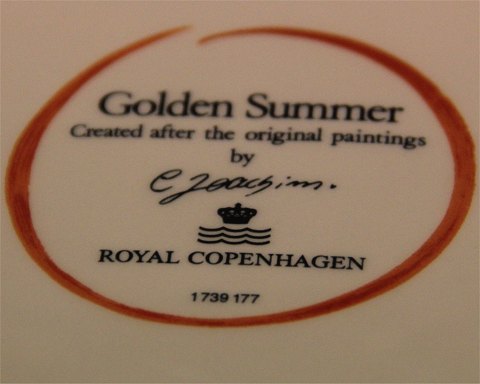 Golden Summer
Created after the original paintings
by
C Joachim.
ROYAL COPENHAGEN
1739 177